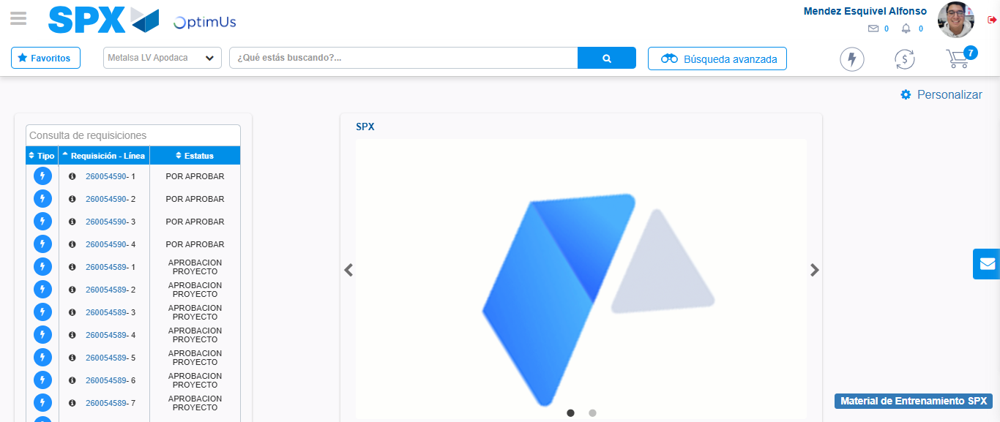 SPX
OptimUs
Mendez Esquivel Alfonso
0 0
Favoritos
Metalsa LV Apodaca
¿Qué estás buscando?...
Búsqueda avanzada
7
Personalizar
Consulta de requisiciones
Tipo Requisición - Línea Estatus
260054590- 1 POR APROBAR
260054590- 2 POR APROBAR
260054590- 3 POR APROBAR
260054590- 4 POR APROBAR
260054589- 1 APROBACION
PROYECTO
260054589- 2 APROBACION
PROYECTO
260054589- 3 APROBACION
PROYECTO
260054589- 4 APROBACION
PROYECTO
260054589- 5 APROBACION
PROYECTO
260054589- 6 APROBACION
PROYECTO
260054589- 7 APROBACION
PROYECTO
SPX
Material de Entrenamiento SPX